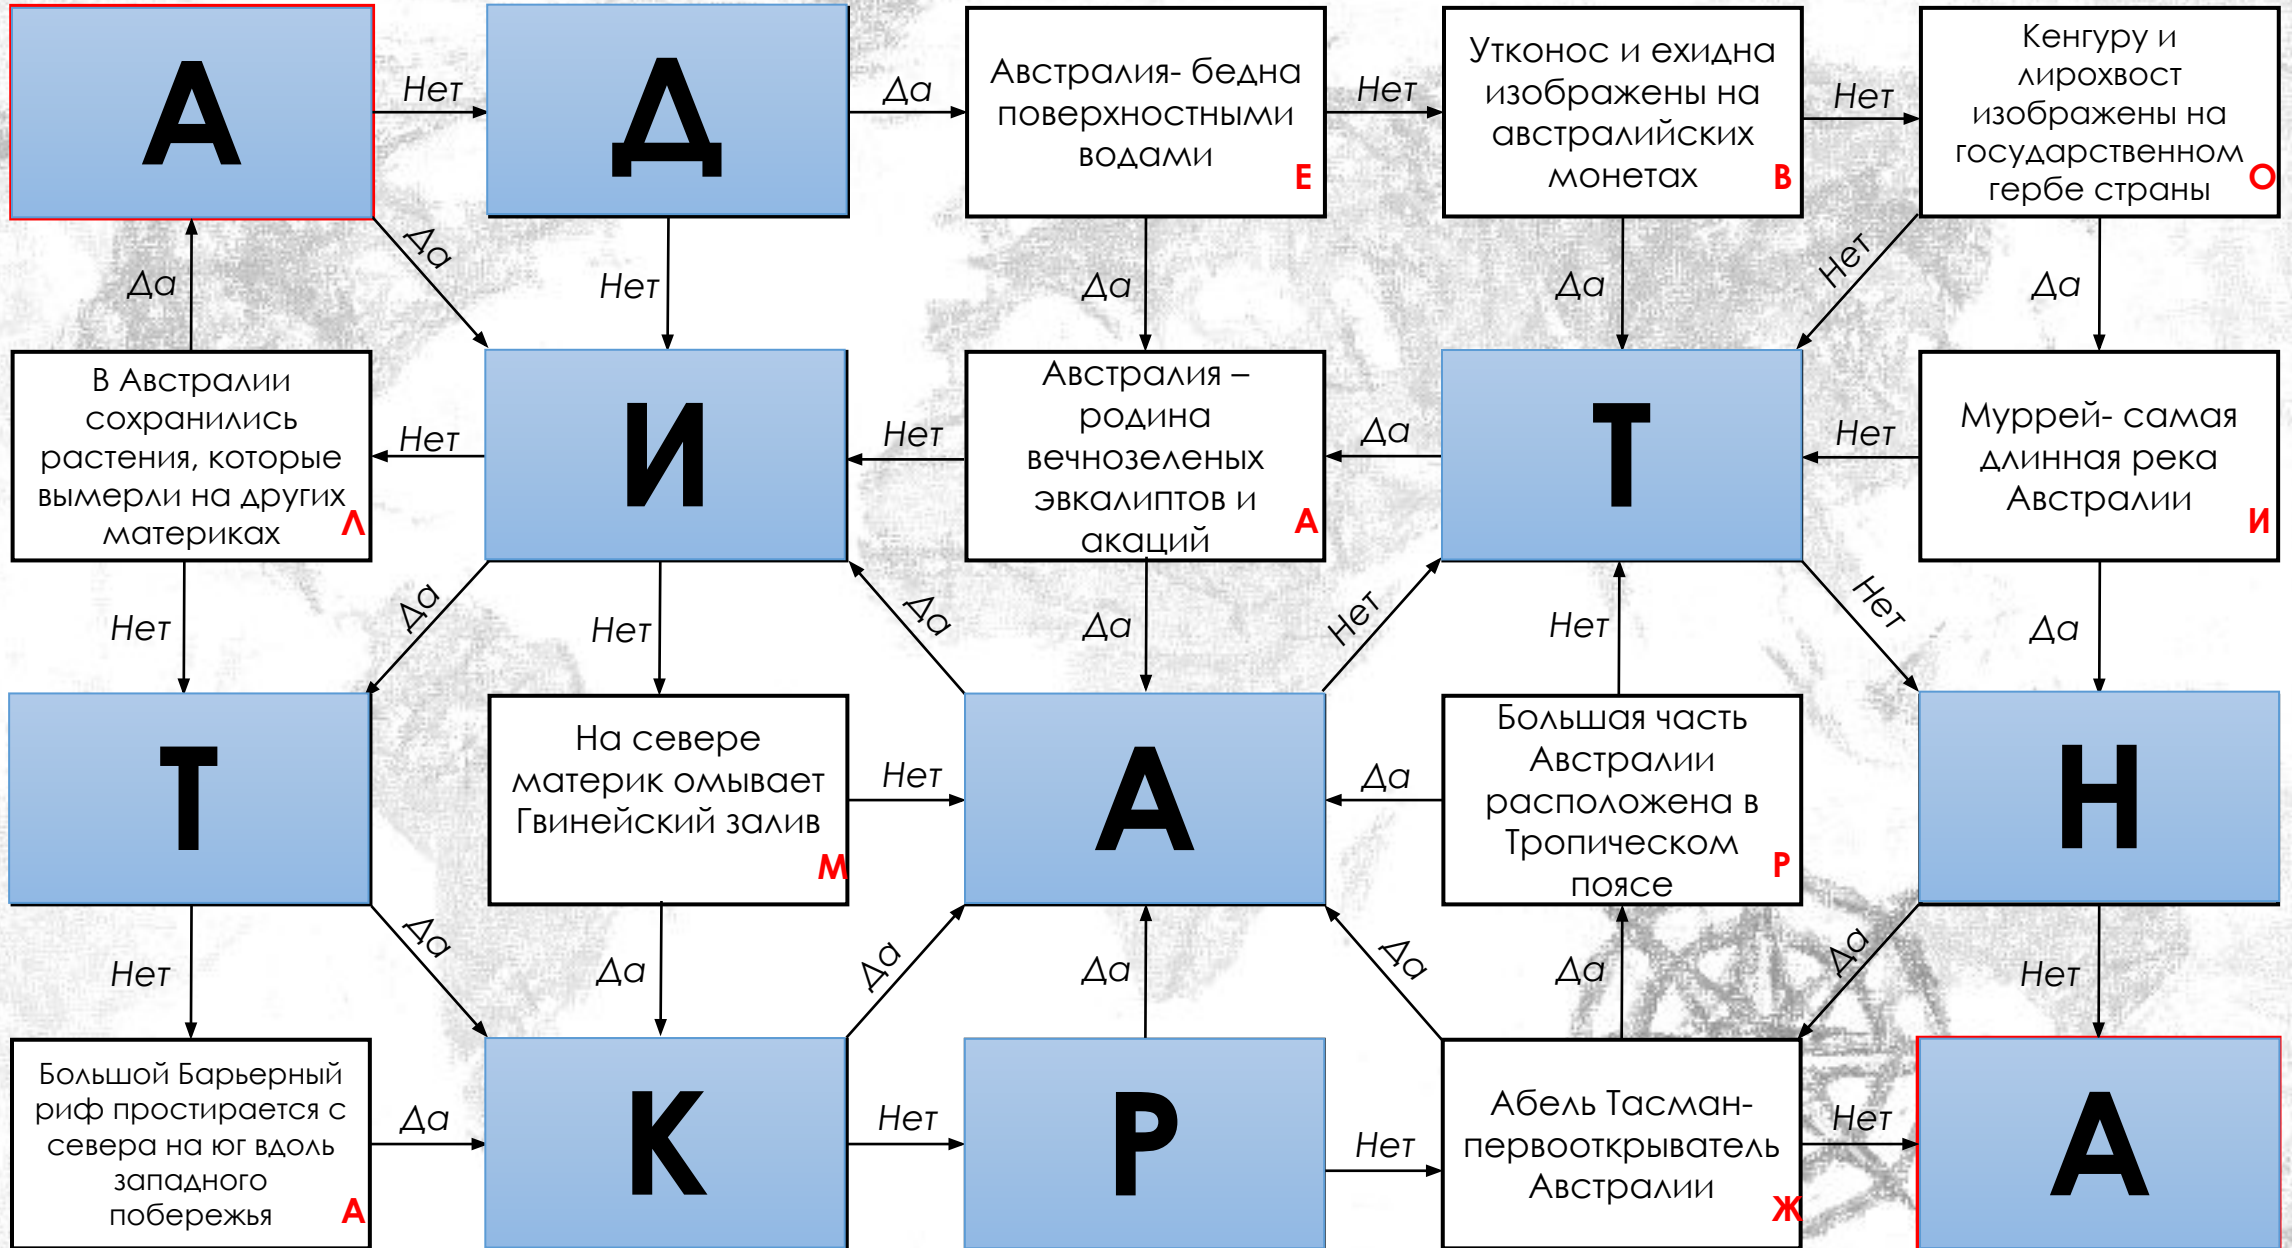 А
Нет
Д
Да
Австралия- бедна
поверхностными
водами
Е
Нет
Утконос и ехидна
изображены на
австралийских
монетах
В
Нет
Кенгуру и
лирохвост
изображены на
государственном
гербе страны
О
Да
Да
Нет
Да
Да
Нет
Да
В Австралии
сохранились
растения, которые
вымерли на других
материках
Л
Нет
И
Нет
Австралия –
родина
вечнозеленых
эвкалиптов и
акаций
А
Да
Т
Нет
Муррей- самая
длинная река
Австралии
И
Нет
Да
Нет
Да
Да
Нет
Нет
Нет
Да
Т
На севере
материк омывает
Гвинейский залив
М
Нет
А
Да
Большая часть
Австралии
расположена в
Тропическом
поясе
Р
Н
Нет
Да
Да
Да
Да
Да
Да
Да
Нет
Большой Барьерный
риф простирается с
севера на юг вдоль
западного
побережья
А
Да
К
Нет
Р
Нет
Абель Тасман-
первооткрыватель
Австралии
Ж
Нет
А